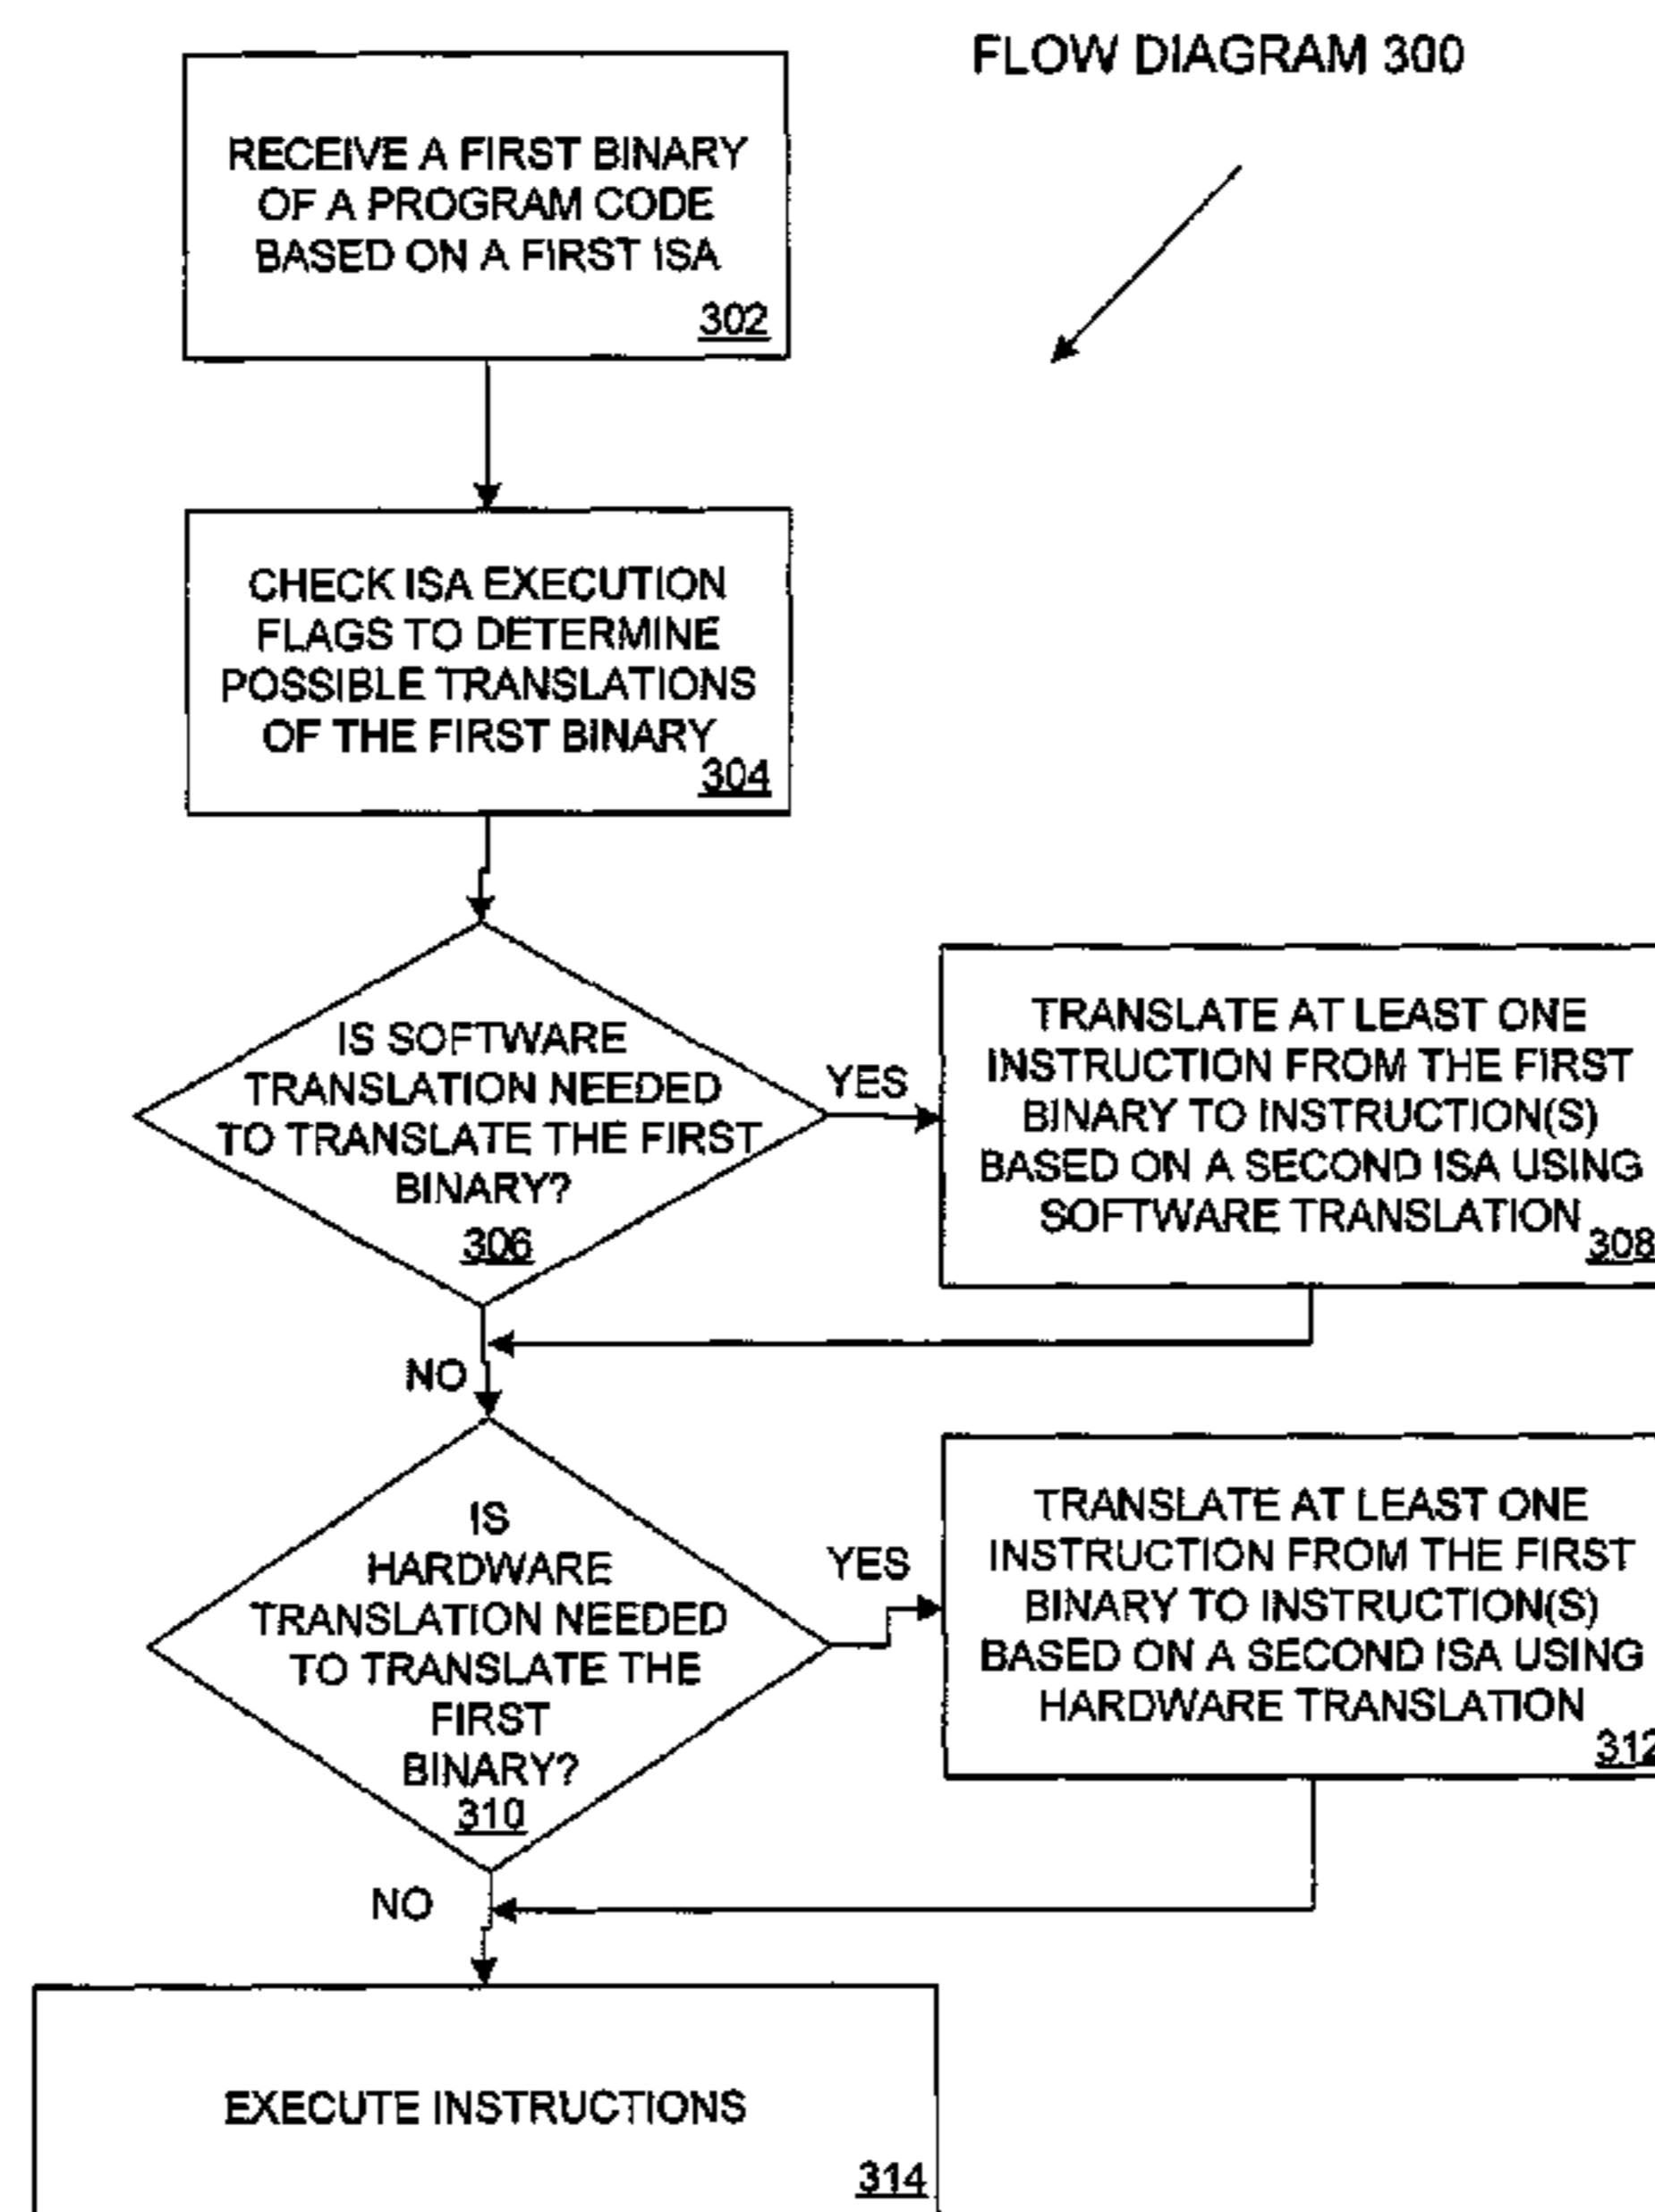 FLOW DIAGRAM 300
RECEIVE A FIRST BINARY
OF A PROGRAM CODE
BASED ON A FIRST ISA
302
CHECK ISA EXECUTION
FLAGS TO DETERMINE
POSSIBLE TRANSLATIONS
OF THE FIRST BINARY
304
IS SOFTWARE
TRANSLATION NEEDED
TO TRANSLATE THE FIRST
BINARY?
306
YES
TRANSLATE AT LEAST ONE
INSTRUCTION FROM THE FIRST
BINARY TO INSTRUCTION(S)
BASED ON A SECOND ISA USING
SOFTWARE TRANSLATION
308
NO
IS
HARDWARE
TRANSLATION NEEDED
TO TRANSLATE THE
FIRST
BINARY?
310
YES
TRANSLATE AT LEAST ONE
INSTRUCTION FROM THE FIRST
BINARY TO INSTRUCTION(S)
BASED ON A SECOND ISA USING
HARDWARE TRANSLATION
312
NO
EXECUTE INSTRUCTIONS
314